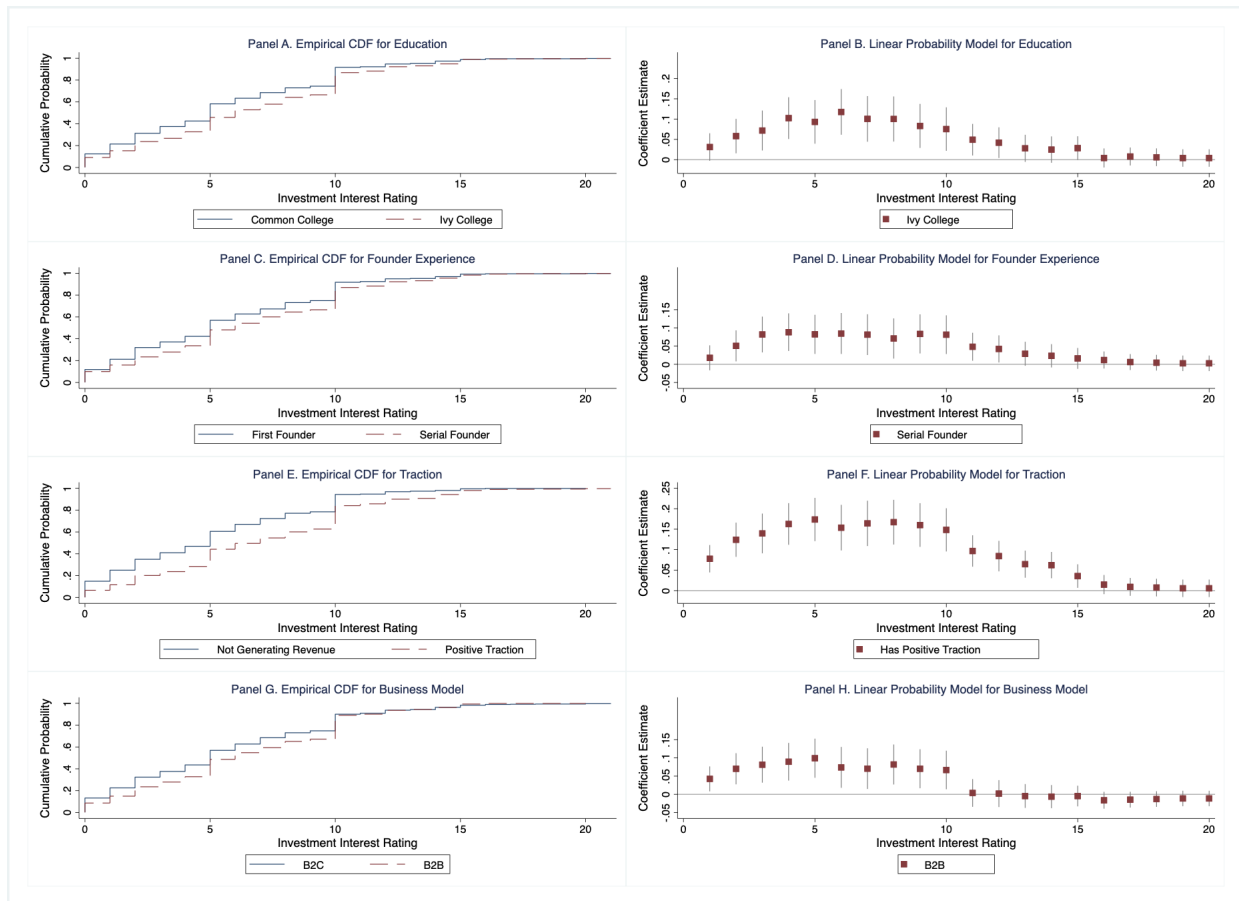 Panel A. Empirical CDF for Education
Cumulative Probability
0 .2 .4 .6 .8 1
0 5 10 15 20
Investment Interest Rating
Common College Ivy College
Panel B. Linear Probability Model for Education
Coefficient Estimate
0 .05 .1 .15 .2
0 5 10 15 20
Investment Interest Rating
Ivy College
Panel C. Empirical CDF for Founder Experience
Cumulative Probability
0 .2 .4 .6 .8 1
0 5 10 15 20
Investment Interest Rating
First Founder Serial Founder
Panel D. Linear Probability Model for Founder Experience
Coefficient Estimate
-.05 0 .05 .1 .15
0 5 10 15 20
Investment Interest Rating
Serial Founder
Panel E. Empirical CDF for Traction
Cumulative Probability
0 .2 .4 .6 .8 1
0 5 10 15 20
Investment Interest Rating
Not Generating Revenue Positive Traction
Panel F. Linear Probability Model for Traction
Coefficient Estimate
0 .05 .1 .15 .2 .25
0 5 10 15 20
Investment Interest Rating
Has Positive Traction
Panel G. Empirical CDF for Business Model
Cumulative Probability
0 .2 .4 .6 .8 1
0 5 10 15 20
Investment Interest Rating
B2C B2B
Panel H. Linear Probability Model for Business Model
Coefficient Estimate
-.05 0 .05 .1 .15
0 5 10 15 20
Investment Interest Rating
B2B